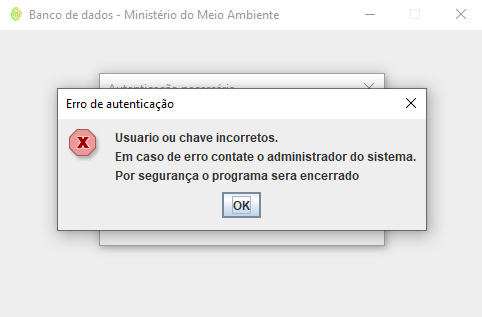 Banco de dados - Ministério do Meio Ambiente
Autenticação necessária
Erro de autenticação
Usuario ou chave incorretos.
Em caso de erro contate o administrador do sistema.
Por segurança o programa sera encerrado
OK